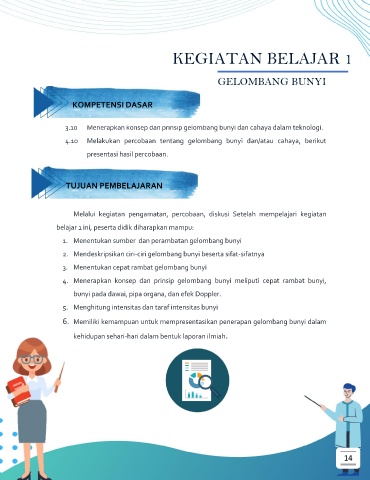 KEGIATAN BELAJAR 1
GELOMBANG BUNYI
KOMPETENSI DASAR
3.10 Menerapkan konsep dan prinsip gelombang bunyi dan cahaya dalam teknologi.
4.10 Melakukan percobaan tentang gelombang bunyi dan/atau cahaya, berikut
presentasi hasil percobaan.
TUJUAN PEMBELAJARAN
Melalui kegiatan pengamatan, percobaan, diskusi Setelah mempelajari kegiatan
belajar 1 ini, peserta didik diharapkan mampu:
1. Menentukan sumber dan perambatan gelombang bunyi
2. Mendeskripsikan ciri-ciri gelombang bunyi beserta sifat-sifatnya
3. Menentukan cepat rambat gelombang bunyi
4. Menerapkan konsep dan prinsip gelombang bunyi meliputi cepat rambat bunyi,
bunyi pada dawai, pipa organa, dan efek Doppler.
5. Menghitung intensitas dan taraf intensitas bunyi
6. Memiliki kemampuan untuk mempresentasikan penerapan gelombang bunyi dalam
kehidupan sehari-hari dalam bentuk laporan ilmiah.
14